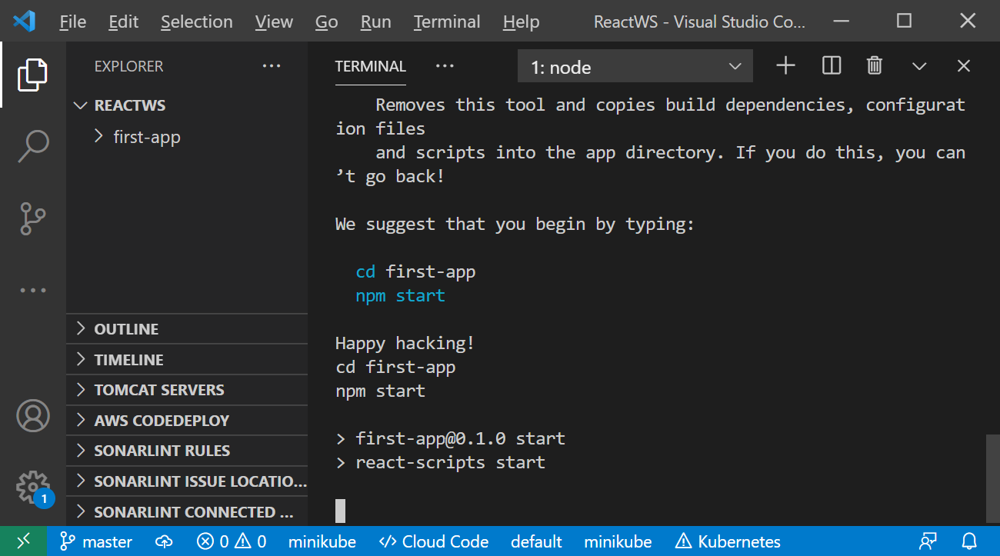 File Edit Selection View Go Run Terminal Help ReactWS - Visual Studio Co...
EXPLORER ···
REACTWS
first-app
OUTLINE
TIMELINE
TOMCAT SERVERS
AWS CODEDEPLOY
SONARLINT RULES
SONARLINT ISSUE LOCATIO...
SONARLINT CONNECTED ...
1
TERMINAL ··· 1: node
Removes this tool and copies build dependencies, configurat
ion files
and scripts into the app directory. If you do this, you can
’t go back!
We suggest that you begin by typing:
cd first-app
npm start
Happy hacking!
cd first-app
npm start
> first-app@0.1.0 start
> react-scripts start
master 0 0 minikube </> Cloud Code default minikube Kubernetes